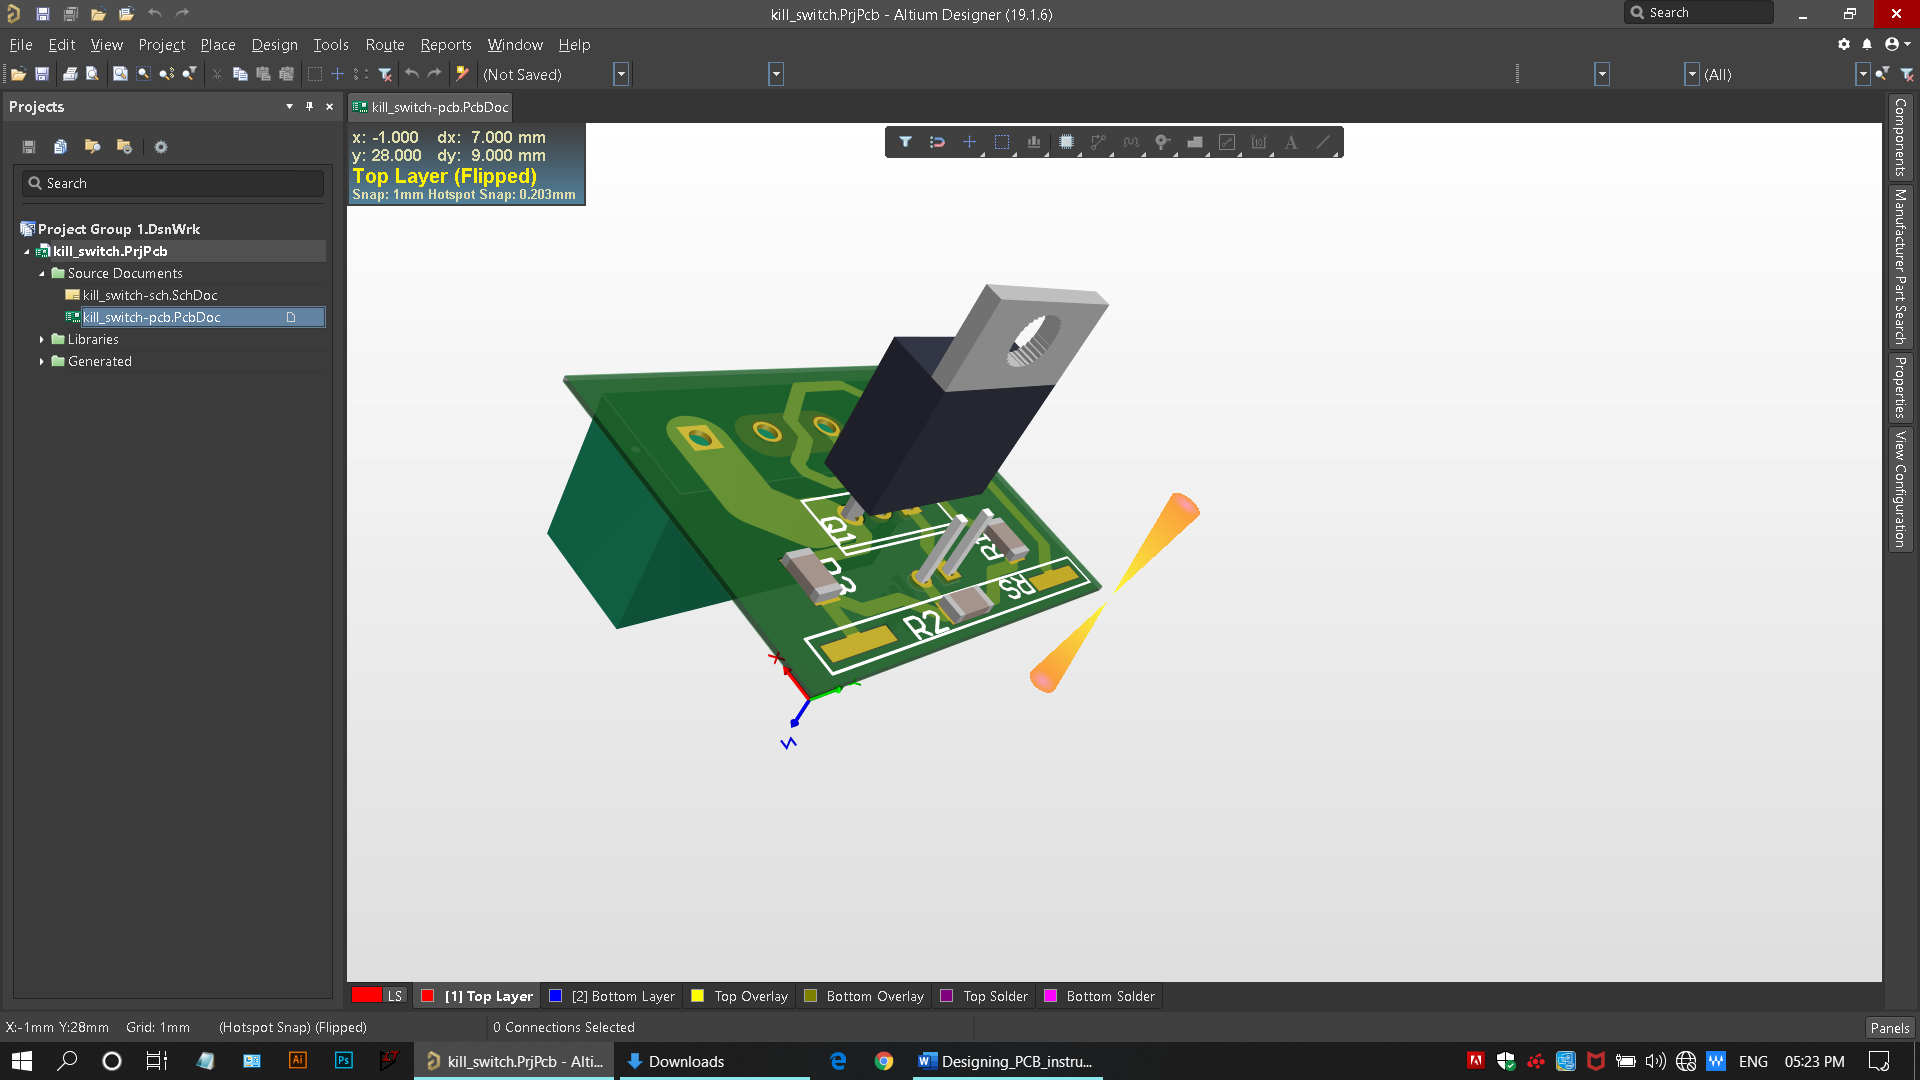 kill_switch.PrjPcb - Altium Designer (19.1.6)
Search
File Edit View Project Place Design Tools Route Reports Window Help
(Not Saved)
(All)
Projects
kill_switch-pcb.PcbDoc
x: -1.000 dx: 7.000 mm
y: 28.000 dy: 9.000 mm
Top Layer (Flipped)
Snap: 1mm Hotspot Snap: 0.203mm
Search
Project Group 1.DsnWrk
kill_switch.PrjPcb
Source Documents
kill_switch-sch.SchDoc
kill_switch-pcb.PcbDoc
Libraries
Generated
Components
Manufacturer Part Search
Properties
View Configuration
Q1
R1
R2
LS
[1] Top Layer
[2] Bottom Layer
Top Overlay
Bottom Overlay
Top Solder
Bottom Solder
X:-1mm Y:28mm Grid: 1mm (Hotspot Snap) (Flipped)
0 Connections Selected
Panels
Ai
Ps
kill_switch.PrjPcb - Alti...
Downloads
Designing_PCB_instru...
ENG
05:23 PM